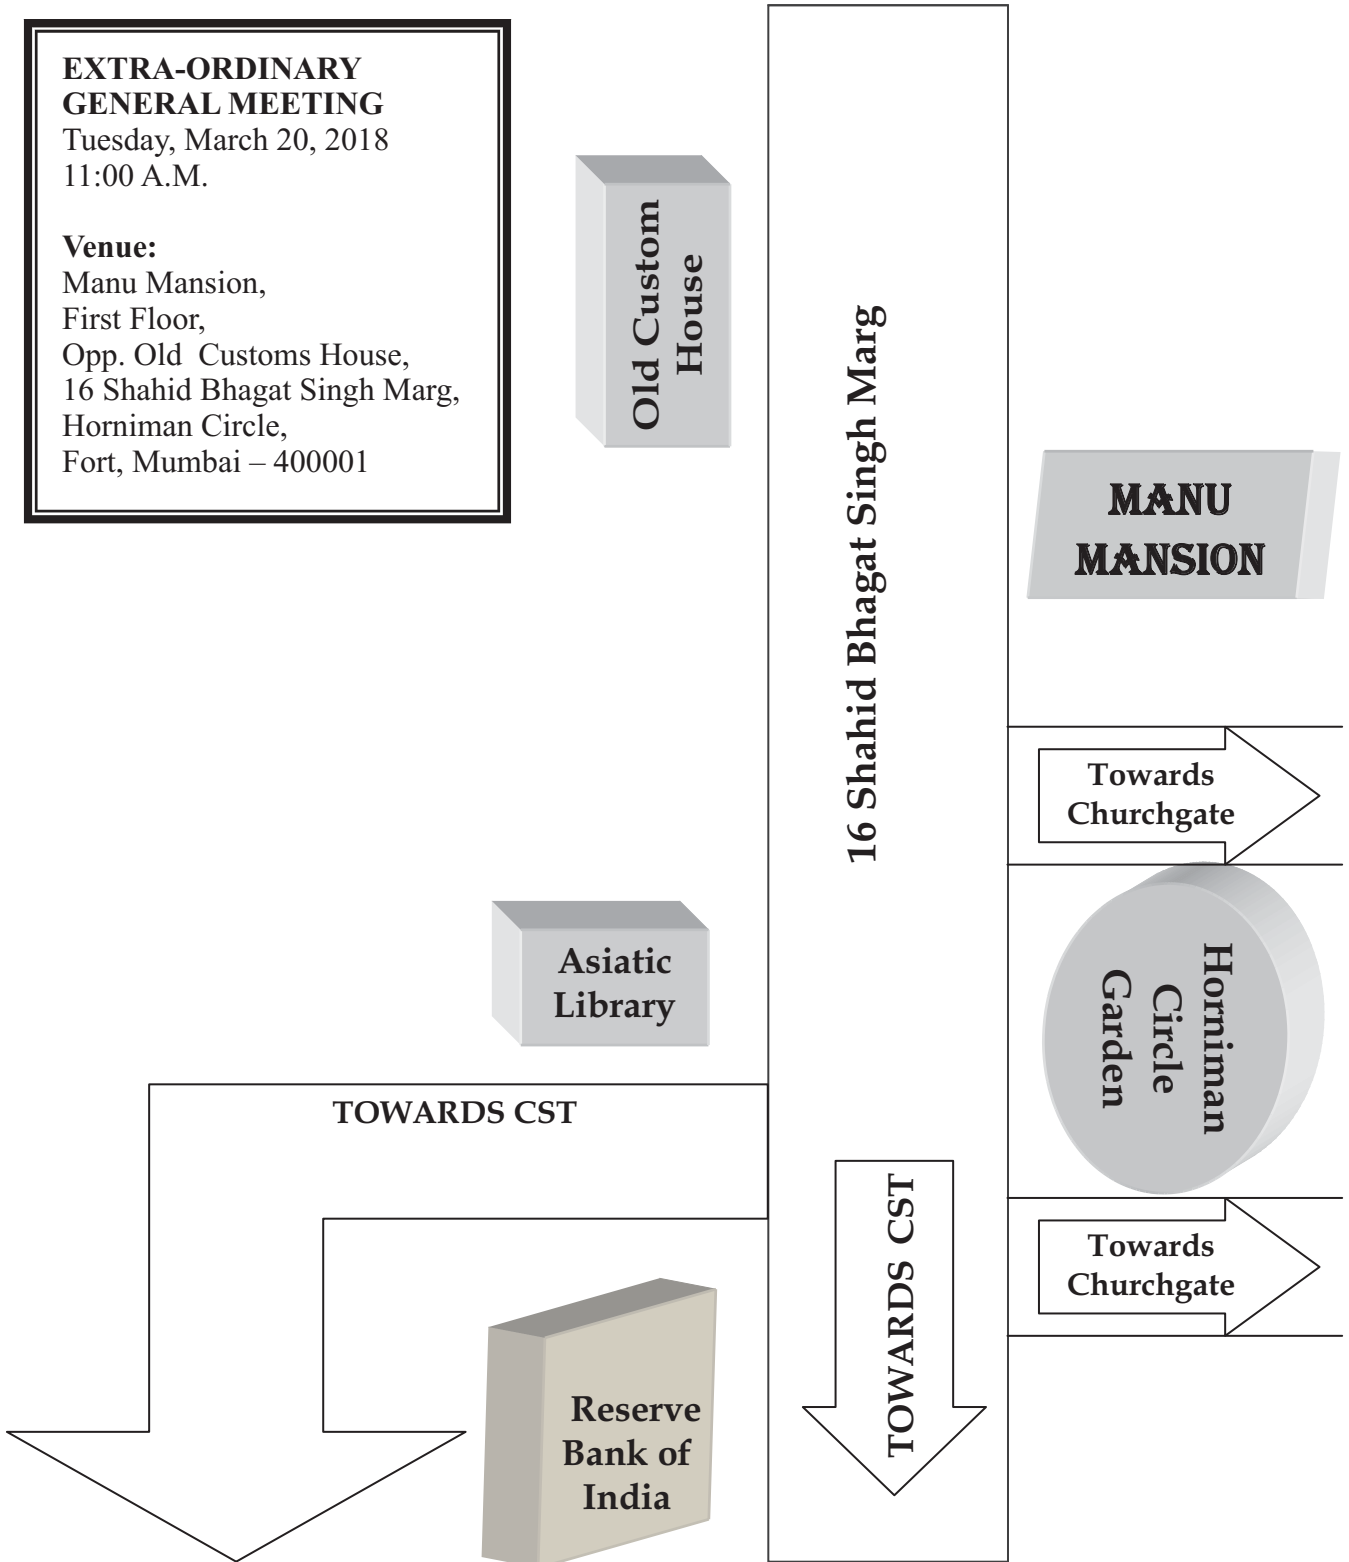 EXTRA-ORDINARY
GENERAL MEETING
Tuesday, March 20, 2018
11:00 A.M.
Venue:
Manu Mansion,
First Floor,
Opp. Old  Customs House,
16 Shahid Bhagat Singh Marg,
Horniman Circle,
Fort, Mumbai – 400001
Old Custom
House
16 Shahid Bhagat Singh Marg
MANU
MANSION
Towards
Churchgate
Asiatic
Library
Horniman
Circle
Garden
TOWARDS CST
TOWARDS CST
Towards
Churchgate
Reserve
Bank of
India